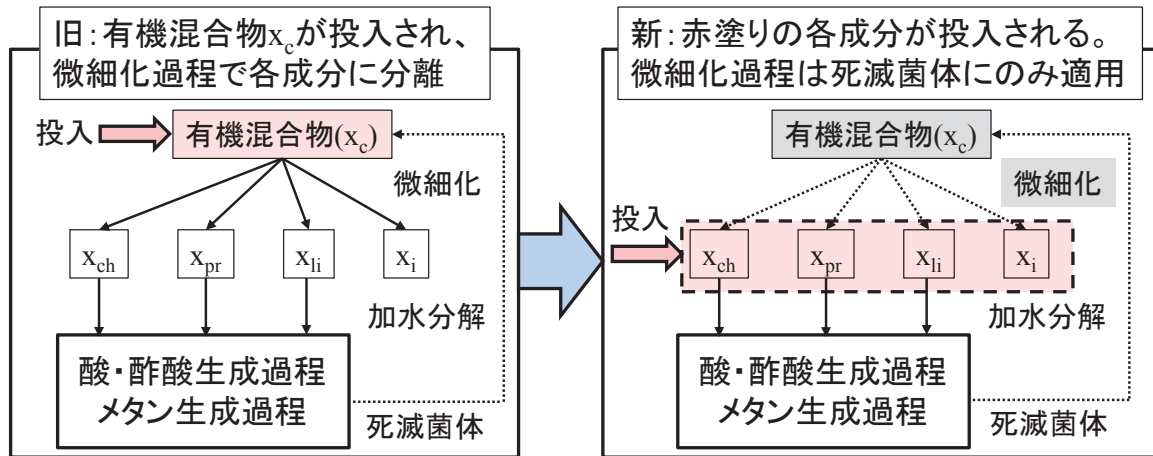 旧：有機混合物xcが投入され、
微細化過程で各成分に分離
投入
有機混合物(xc)
微細化
xch
xpr
xli
xi
加水分解
酸・酢酸生成過程
メタン生成過程
死滅菌体
新：赤塗りの各成分が投入される。
微細化過程は死滅菌体にのみ適用
有機混合物(xc)
微細化
投入
xch
xpr
xli
xi
加水分解
酸・酢酸生成過程
メタン生成過程
死滅菌体